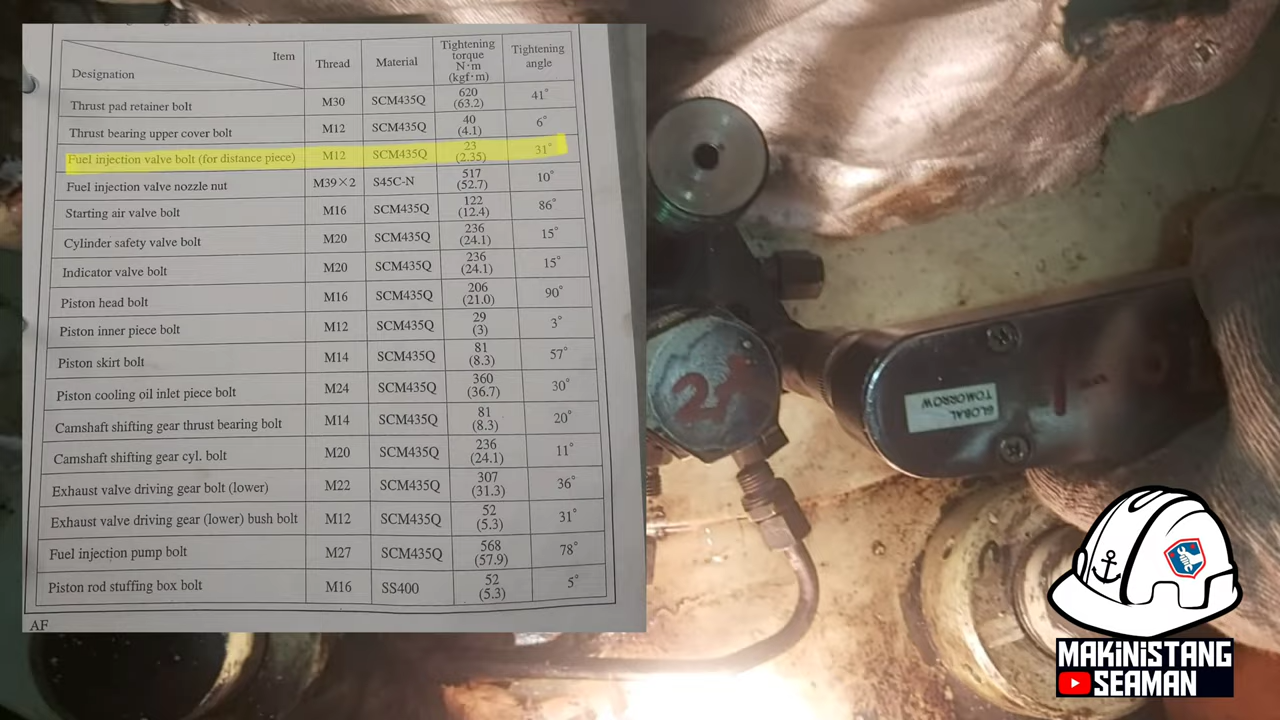 Item
Designation
Thread
Material
Tightening
torque
N·m
(kgf·m)
Tightening
angle
Thrust pad retainer bolt M30 SCM435Q 620 (63.2) 41°
Thrust bearing upper cover bolt M12 SCM435Q 40 (4.1) 6°
Fuel injection valve bolt (for distance piece) M12 SCM435Q 23 (2.35) 31°
Fuel injection valve nozzle nut M39×2 S45C-N 517 (52.7) 10°
Starting air valve bolt M16 SCM435Q 122 (12.4) 86°
Cylinder safety valve bolt M20 SCM435Q 236 (24.1) 15°
Indicator valve bolt M20 SCM435Q 236 (24.1) 15°
Piston head bolt M16 SCM435Q 206 (21.0) 90°
Piston inner piece bolt M12 SCM435Q 29 (3) 3°
Piston skirt bolt M14 SCM435Q 81 (8.3) 57°
Piston cooling oil inlet piece bolt M24 SCM435Q 360 (36.7) 30°
Camshaft shifting gear thrust bearing bolt M14 SCM435Q 81 (8.3) 20°
Camshaft shifting gear cyl. bolt M20 SCM435Q 236 (24.1) 11°
Exhaust valve driving gear bolt (lower) M22 SCM435Q 307 (31.3) 36°
Exhaust valve driving gear (lower) bush bolt M12 SCM435Q 52 (5.3) 31°
Fuel injection pump bolt M27 SCM435Q 568 (57.9) 78°
Piston rod stuffing box bolt M16 SS400 52 (5.3) 5°
AF
GLOBAL
TOMORROW
MAKiNiSTANG
SEAMAN